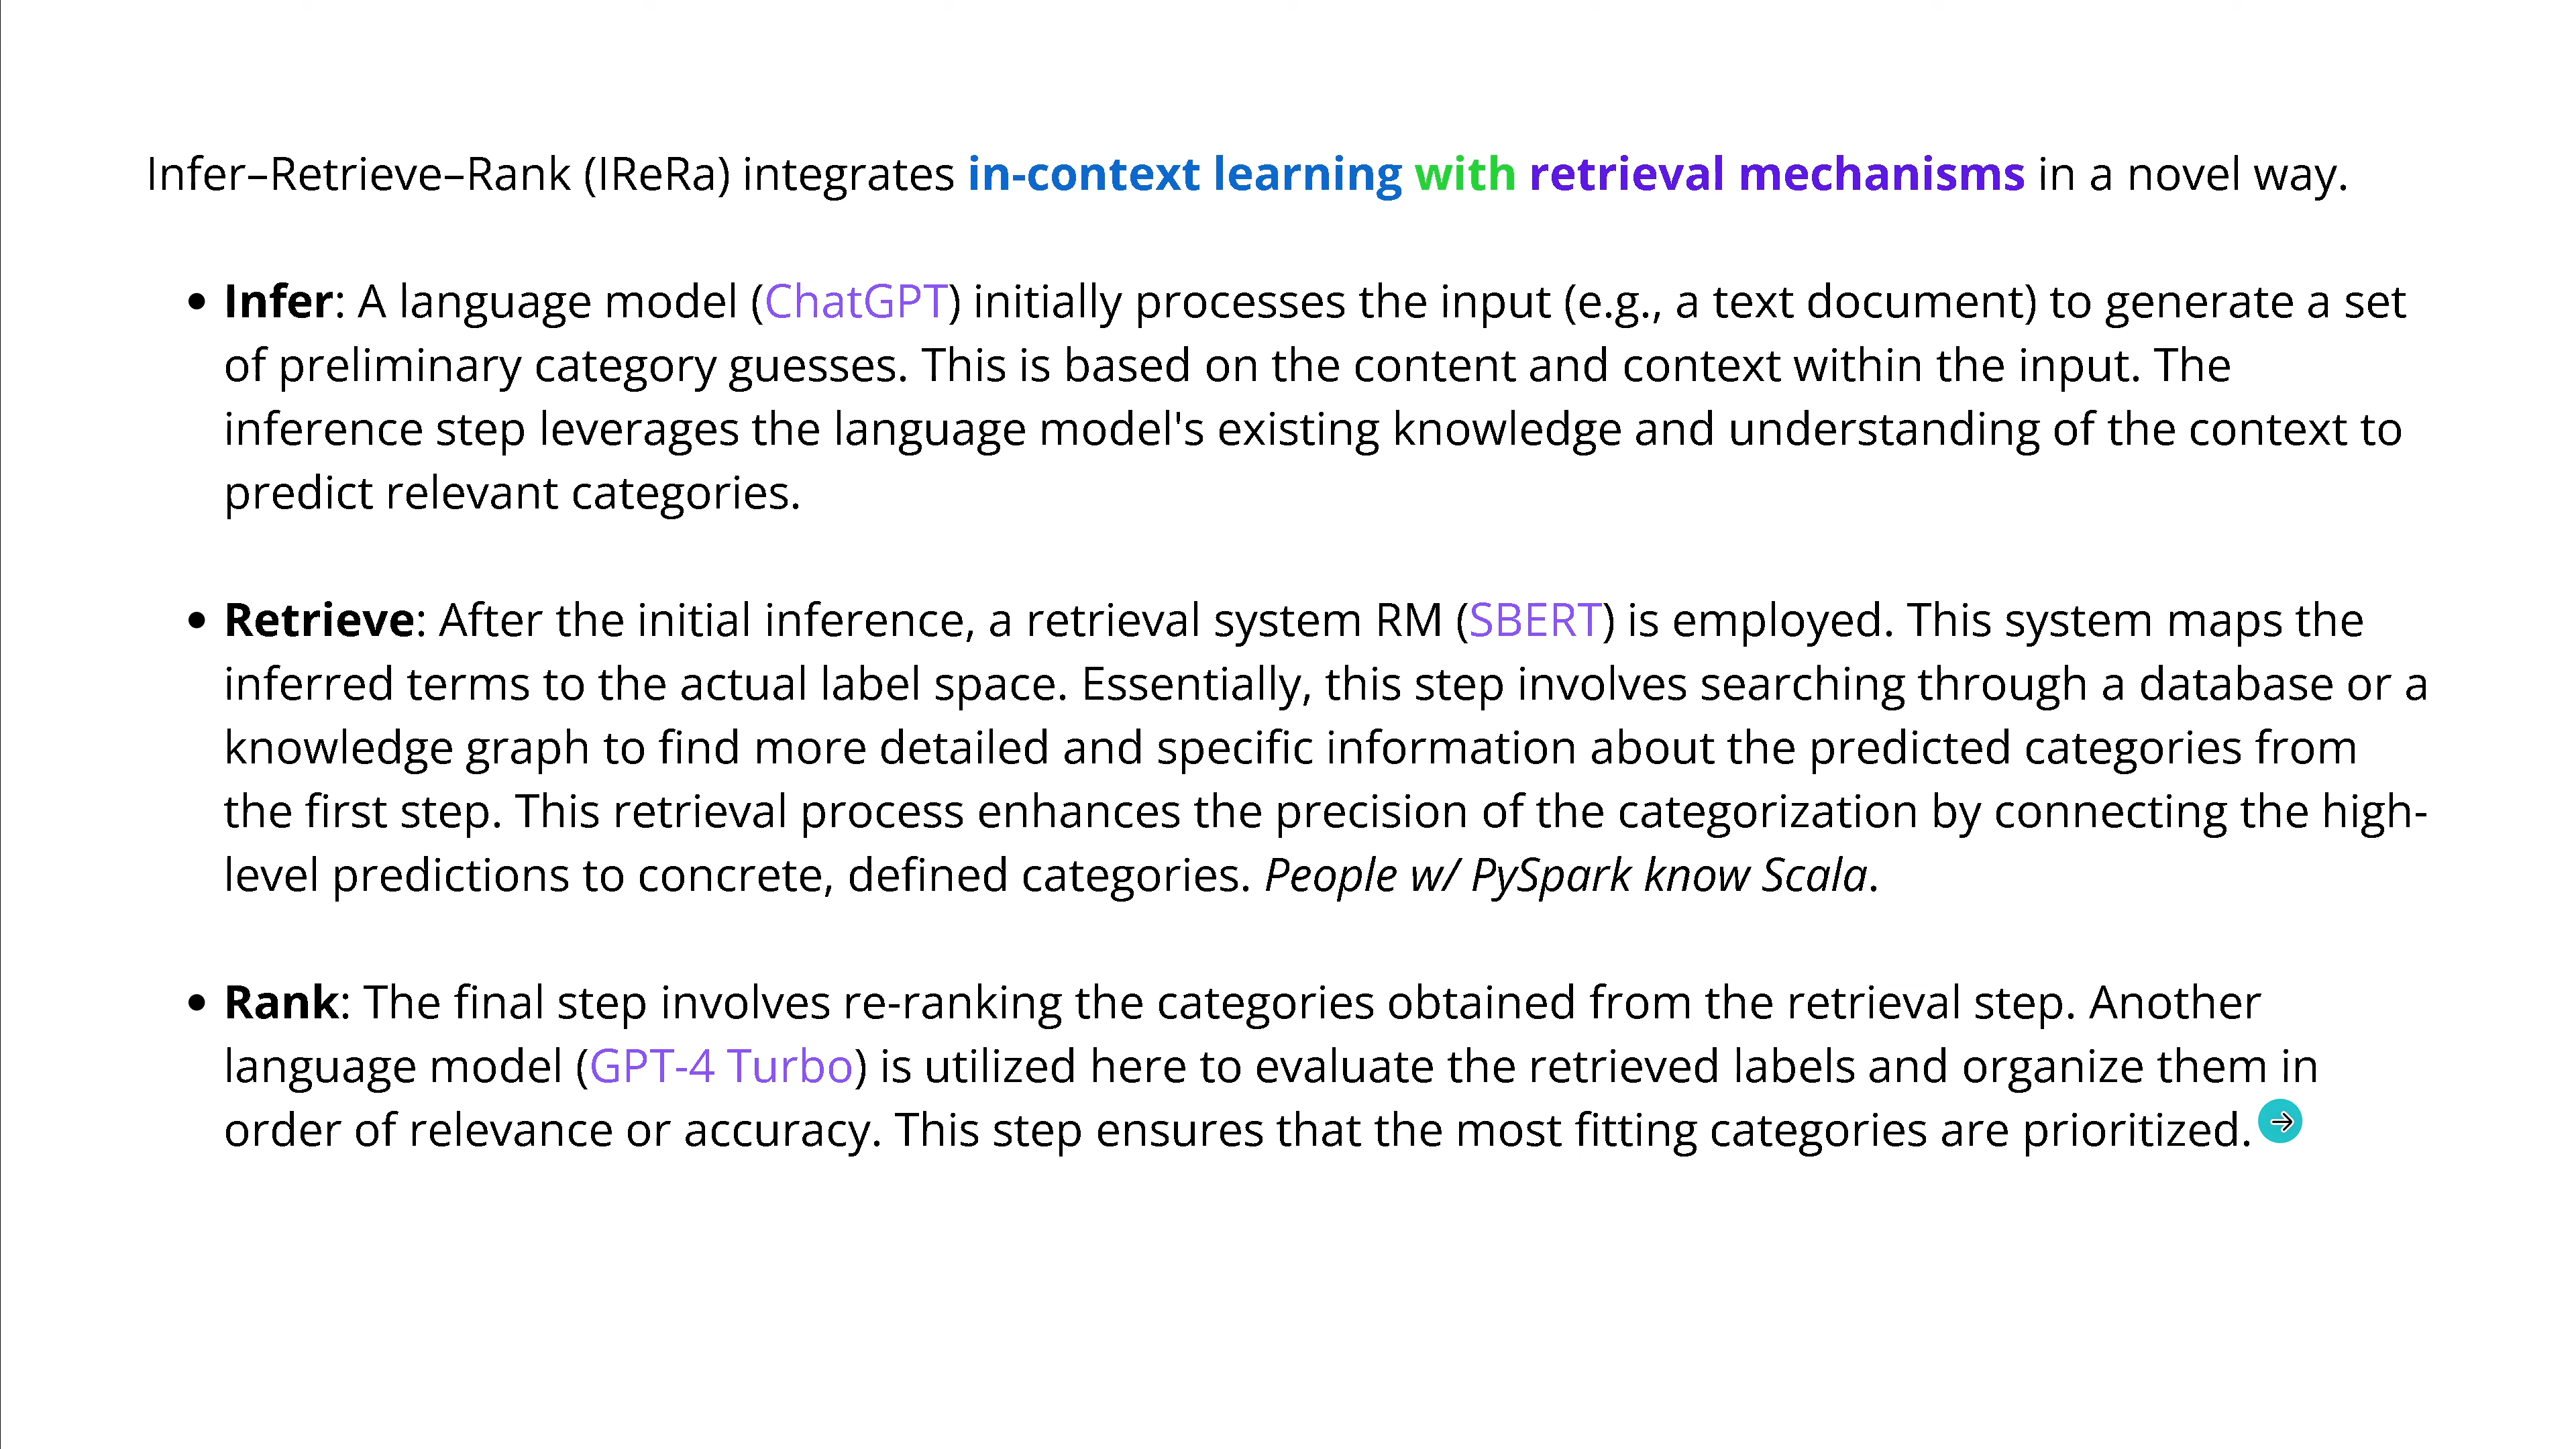 Infer–Retrieve–Rank (IReRa) integrates in-context learning with retrieval mechanisms in a novel way.
• Infer: A language model (ChatGPT) initially processes the input (e.g., a text document) to generate a set
of preliminary category guesses. This is based on the content and context within the input. The
inference step leverages the language model's existing knowledge and understanding of the context to
predict relevant categories.
• Retrieve: After the initial inference, a retrieval system RM (SBERT) is employed. This system maps the
inferred terms to the actual label space. Essentially, this step involves searching through a database or a
knowledge graph to find more detailed and specific information about the predicted categories from
the first step. This retrieval process enhances the precision of the categorization by connecting the high-
level predictions to concrete, defined categories. People w/ PySpark know Scala.
• Rank: The final step involves re-ranking the categories obtained from the retrieval step. Another
language model (GPT-4 Turbo) is utilized here to evaluate the retrieved labels and organize them in
order of relevance or accuracy. This step ensures that the most fitting categories are prioritized.